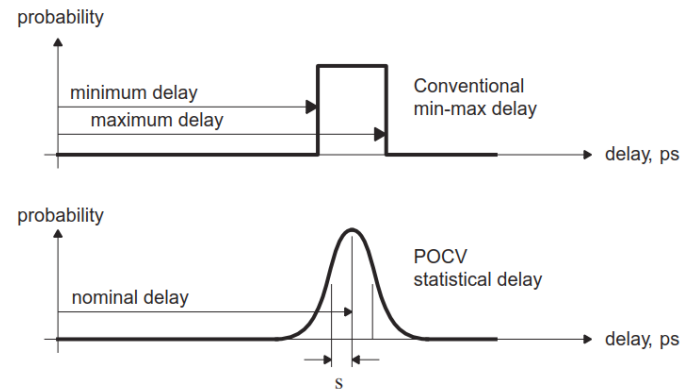 probability
minimum delay
maximum delay
Conventional
min-max delay
delay, ps
probability
nominal delay
POCV
statistical delay
delay, ps
s